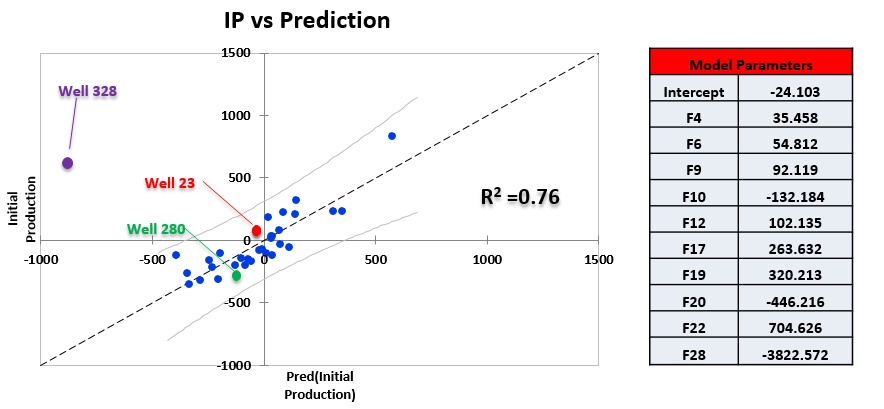 IP vs Prediction
1500
1000
500
0
-500
-1000
-1000
-500
0
500
1000
1500
Initial
Production
Pred(Initial
Production)
Well 328
Well 23
Well 280
R² =0.76
Model Parameters
Intercept -24.103
F4 35.458
F6 54.812
F9 92.119
F10 -132.184
F12 102.135
F17 263.632
F19 320.213
F20 -446.216
F22 704.626
F28 -3822.572